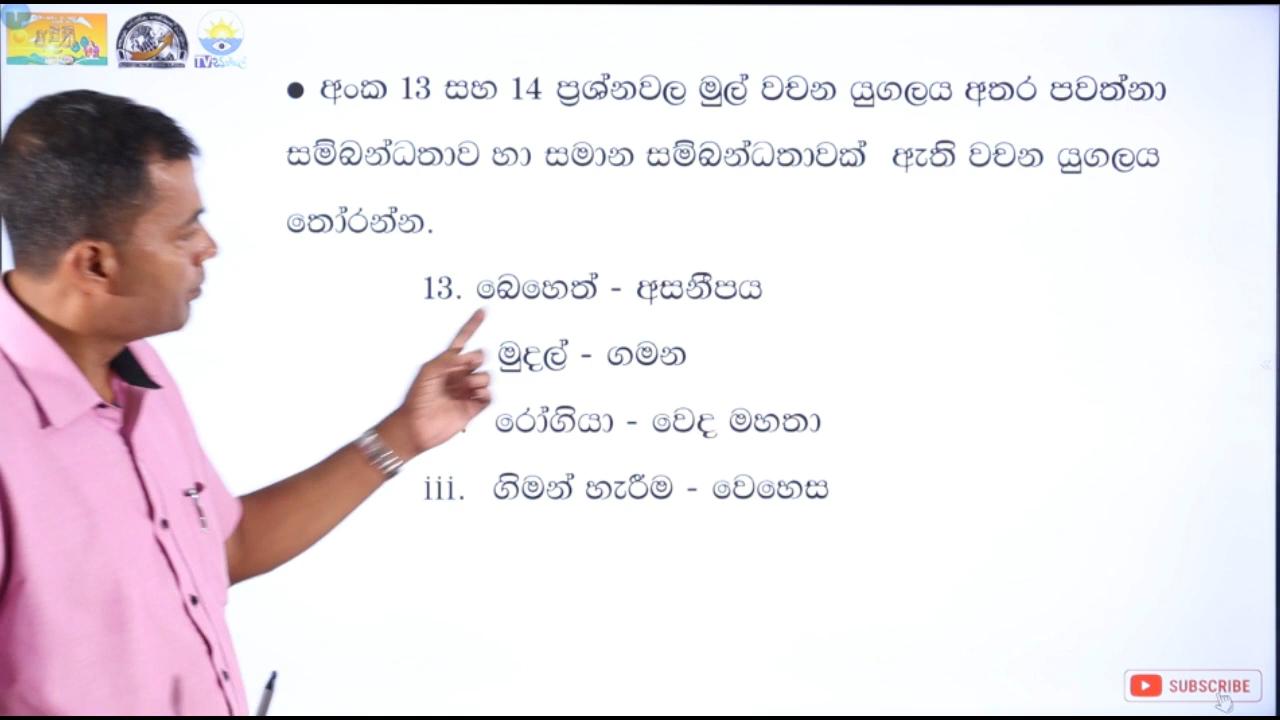 TV
● අංක 13 සහ 14 ප්‍රශ්නවල මුල් වචන යුගලය අතර පවත්නා
සම්බන්ධතාව හා සමාන සම්බන්ධතාවක් ඇති වචන යුගලය
තෝරන්න.
13. බෙහෙත් - අසනීපය
මුදල් - ගමන
රෝගියා - වෙද මහතා
iii. ගිමන් හැරීම - වෙහෙස
SUBSCRIBE